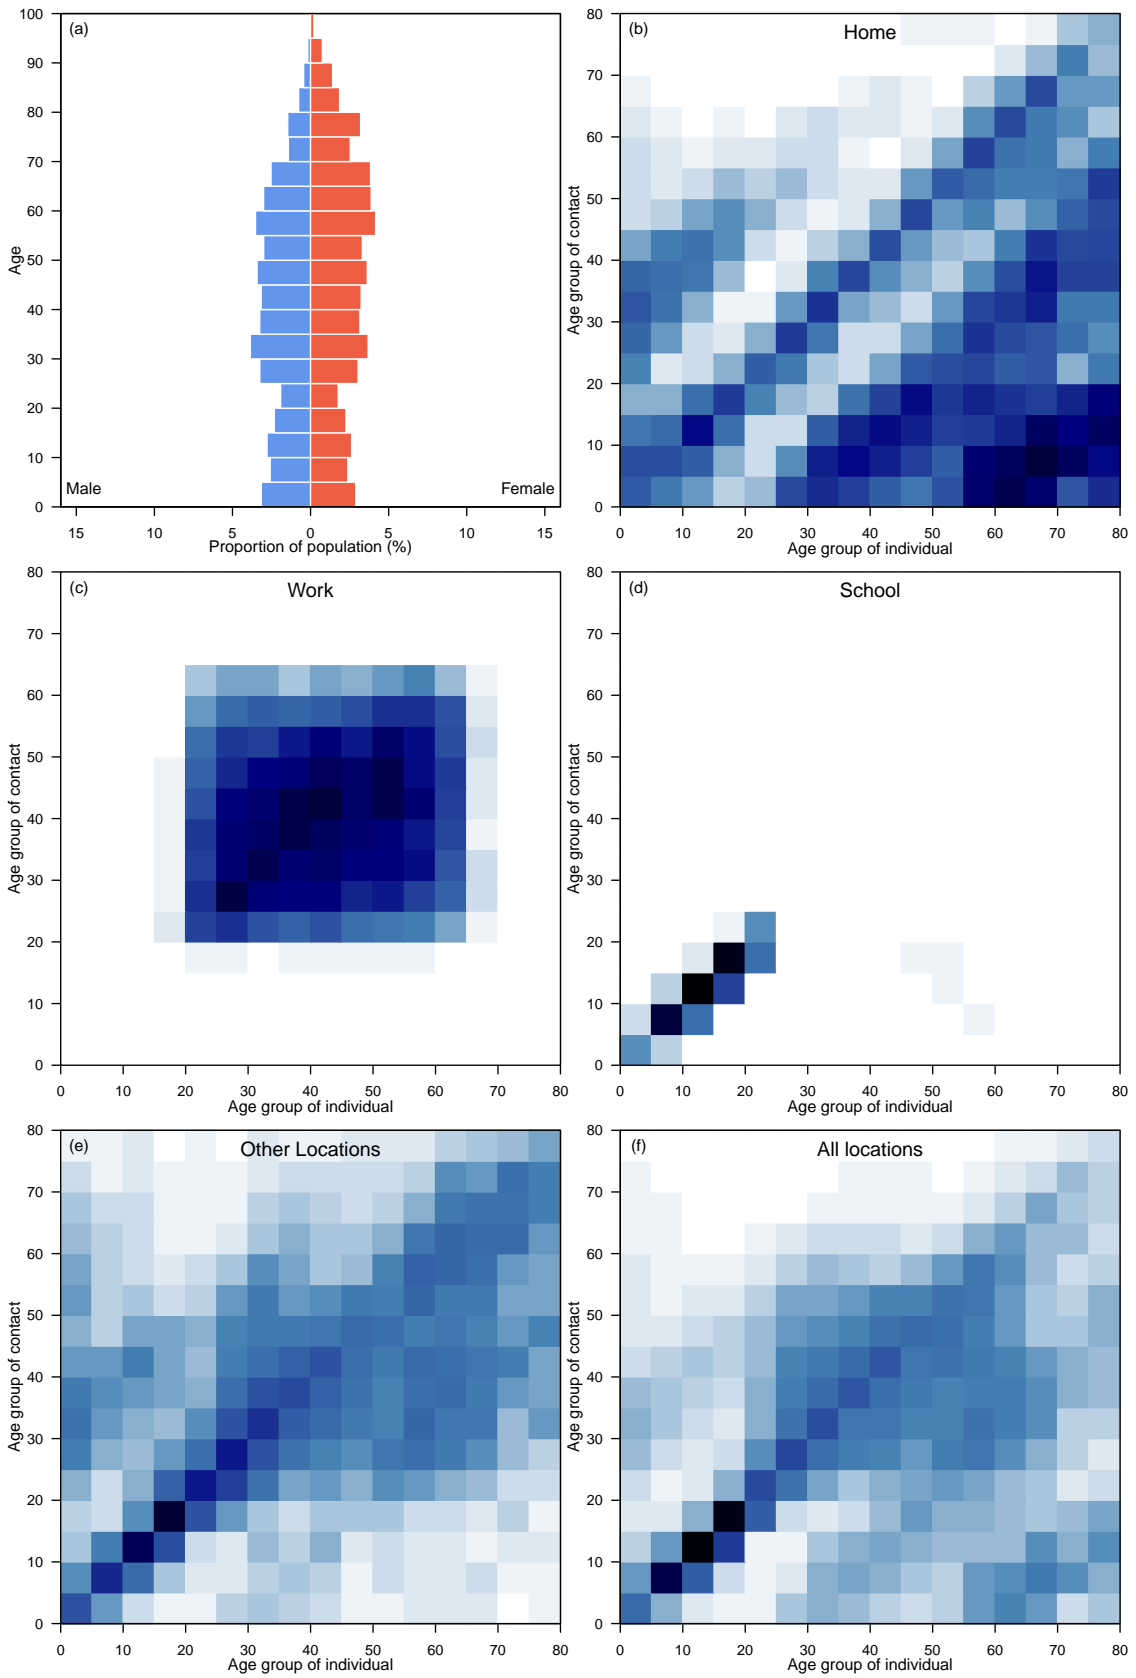 (a)
100
90
80
70
60
50
40
30
20
10
0
Age
Male
Female
15 10 5 0 5 10 15
Proportion of population (%)
(b)
Home
80
70
60
50
40
30
20
10
0
Age group of contact
0 10 20 30 40 50 60 70 80
Age group of individual
(c)
Work
80
70
60
50
40
30
20
10
0
Age group of contact
0 10 20 30 40 50 60 70 80
Age group of individual
(d)
School
80
70
60
50
40
30
20
10
0
Age group of contact
0 10 20 30 40 50 60 70 80
Age group of individual
(e)
Other Locations
80
70
60
50
40
30
20
10
0
Age group of contact
0 10 20 30 40 50 60 70 80
Age group of individual
(f)
All locations
80
70
60
50
40
30
20
10
0
Age group of contact
0 10 20 30 40 50 60 70 80
Age group of individual